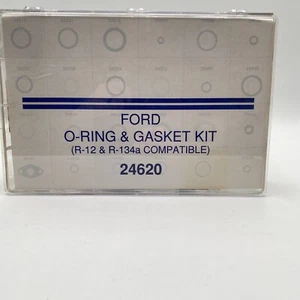 FORD
O-RING & GASKET KIT
(R-12 & R-134a COMPATIBLE)
24620